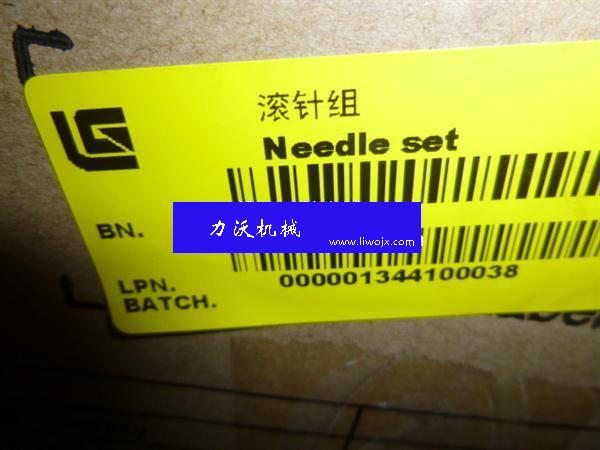 滚针组
Needle set
BN.
力沃机械
www.liwojx.com
000001344100038
LPN.
BATCH.